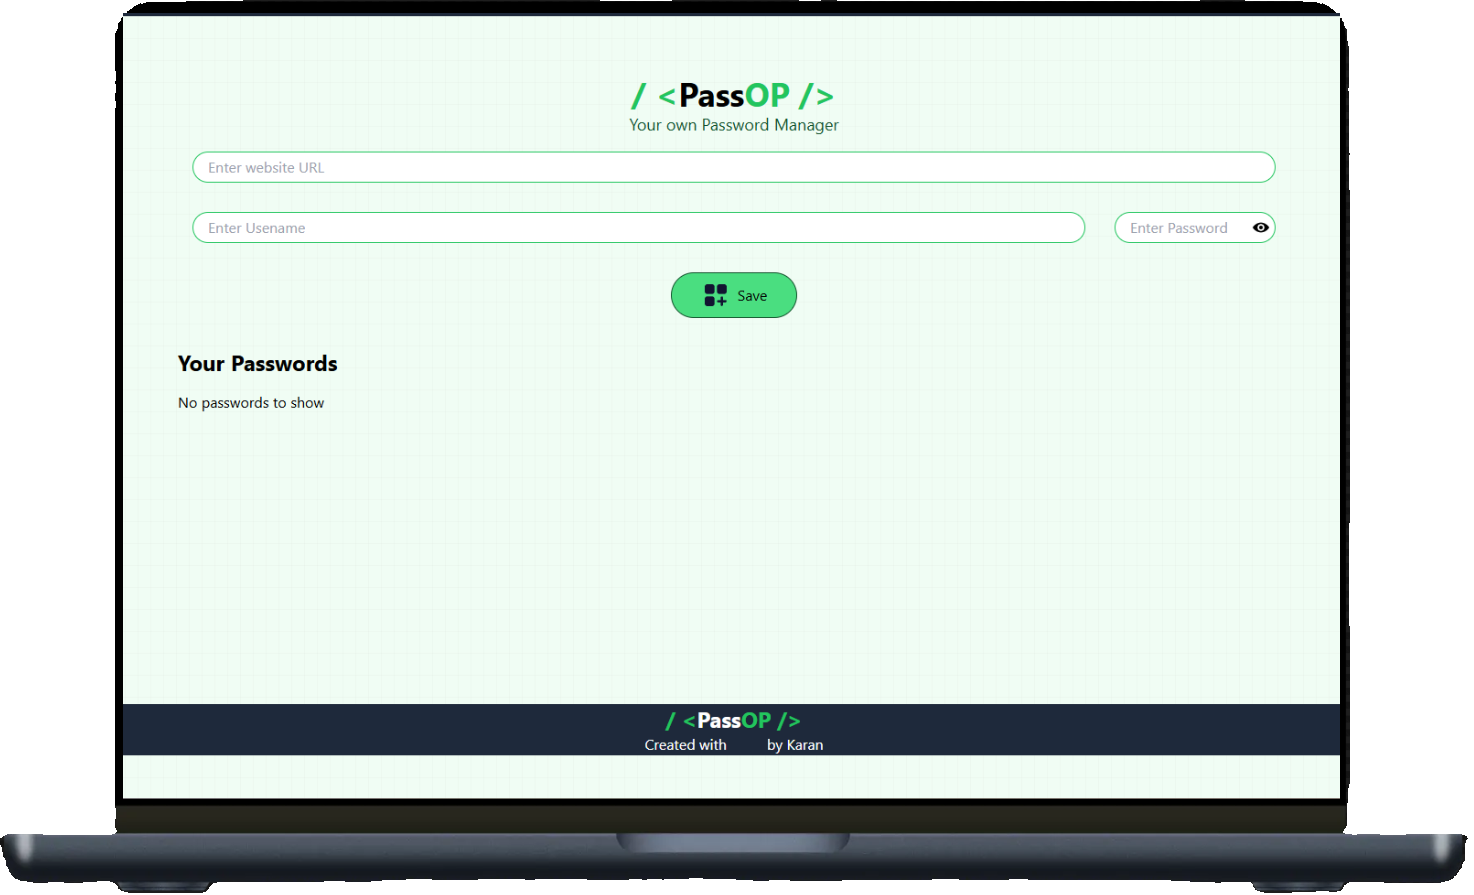 / <PassOP />
Your own Password Manager
Enter website URL
Enter Usename
Enter Password
Save
Your Passwords
No passwords to show
/ <PassOP />
Created with by Karan